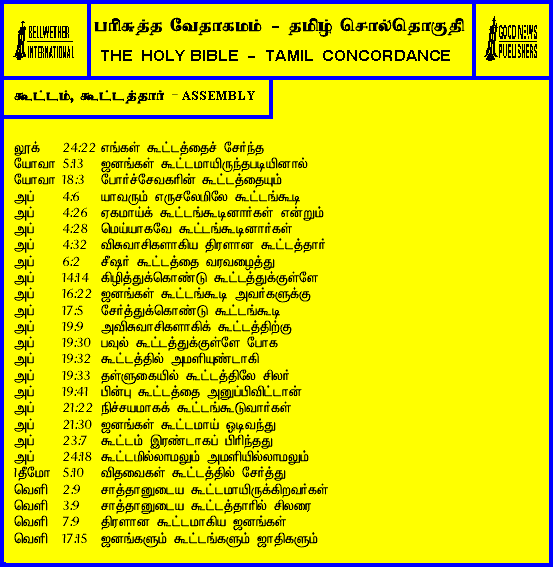 BELLWETHER INTERNATIONAL
பரிசுத்த வேதாகமம் - தமிழ் சொல்தொகுதி
THE HOLY BIBLE - TAMIL CONCORDANCE
GOOD NEWS PUBLISHERS
கூட்டம், கூட்டத்தார் - ASSEMBLY
லூக் 24:22 எங்கள் கூட்டத்தைச் சேர்ந்த
யோவா 5:13 ஜனங்கள் கூட்டமாயிருந்தபடியினால்
யோவா 18:3 போர்ச்சேவகரின் கூட்டத்தையும்
அப் 4:6 யாவரும் எருசலேமிலே கூட்டங்கூடி
அப் 4:26 ஏகமாய்க் கூட்டங்கூடினார்கள் என்றும்
அப் 4:28 மெய்யாகவே கூட்டங்கூடினார்கள்
அப் 4:32 விசுவாசிகளாகிய திரளான கூட்டத்தார்
அப் 6:2 சீஷர் கூட்டத்தை வரவழைத்து
அப் 14:14 கிழித்துக்கொண்டு கூட்டத்துக்குள்ளே
அப் 16:22 ஜனங்கள் கூட்டங்கூடி அவர்களுக்கு
அப் 17:5 சேர்த்துக்கொண்டு கூட்டங்கூடி
அப் 19:9 அவிசுவாசிகளாகிக் கூட்டத்திற்கு
அப் 19:30 பவுல் கூட்டத்துக்குள்ளே போக
அப் 19:32 கூட்டத்தில் அமளியுண்டாகி
அப் 19:33 தள்ளுகையில் கூட்டத்திலே சிலர்
அப் 19:41 பின்பு கூட்டத்தை அனுப்பிவிட்டான்
அப் 21:22 நிச்சயமாகக் கூட்டங்கூடுவார்கள்
அப் 21:30 ஜனங்கள் கூட்டமாய் ஓடிவந்து
அப் 23:7 கூட்டம் இரண்டாகப் பிரிந்தது
அப் 24:18 கூட்டமில்லாமலும் அமளியில்லாமலும்
1தீமோ 5:10 விதவைகள் கூட்டத்தில் சேர்த்து
வெளி 2:9 சாத்தானுடைய கூட்டமாயிருக்கிறவர்கள்
வெளி 3:9 சாத்தானுடைய கூட்டத்தாரில் சிலரை
வெளி 7:9 திரளான கூட்டமாகிய ஜனங்கள்
வெளி 17:15 ஜனங்களும் கூட்டங்களும் ஜாதிகளும்